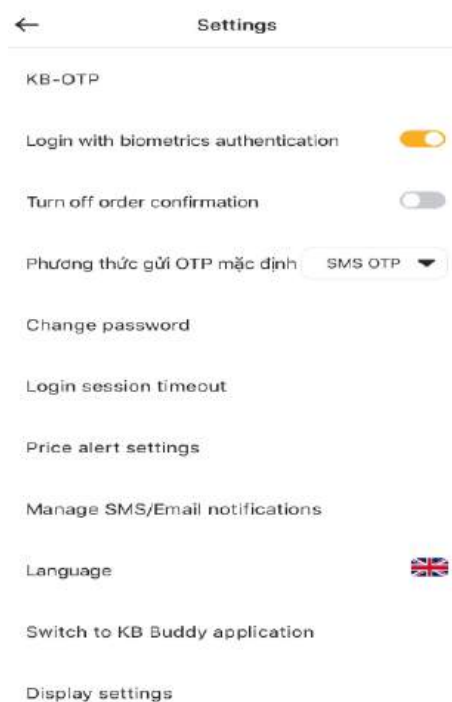 Settings
KB-OTP
Login with biometrics authentication
Turn off order confirmation
Phương thức gửi OTP mặc định SMS OTP
Change password
Login session timeout
Price alert settings
Manage SMS/Email notifications
Language
Switch to KB Buddy application
Display settings